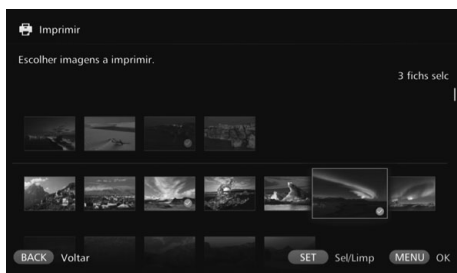 Imprimir
Escolher imagens a imprimir.
3 fichs selc
BACK Voltar SET Sel/Limp MENU OK